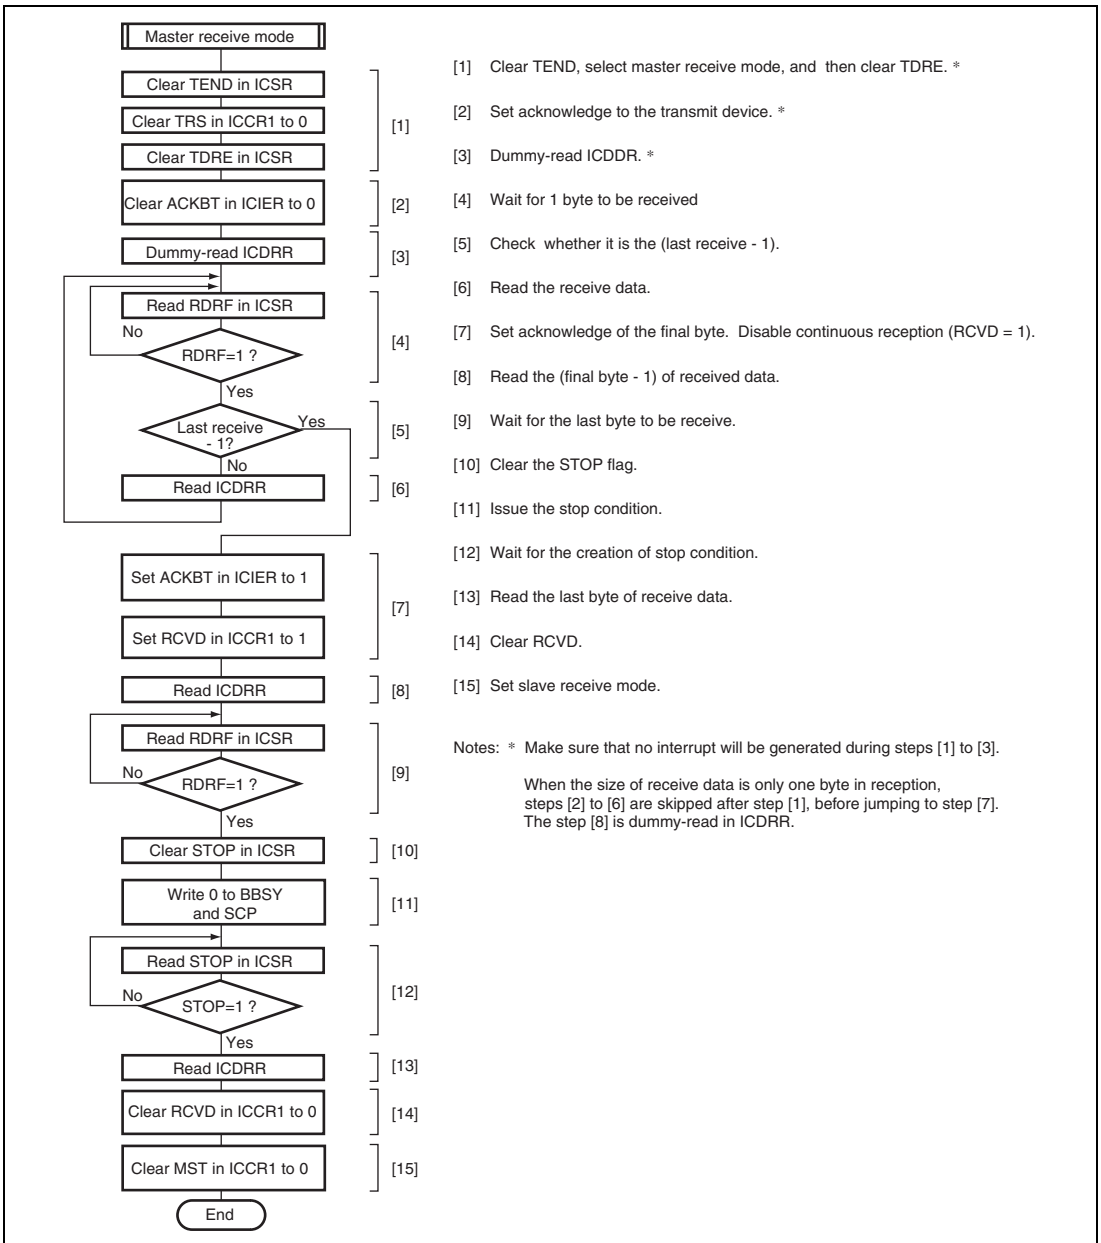 Master receive mode
Clear TEND in ICSR
Clear TRS in ICCR1 to 0
[1]
Clear TDRE in ICSR
Clear ACKBT in ICIER to 0
[2]
Dummy-read ICDRR
[3]
Read RDRF in ICSR
No
RDRF=1 ?
[4]
Yes
Last receive
- 1?
Yes
[5]
No
Read ICDRR
[6]
Set ACKBT in ICIER to 1
[7]
Set RCVD in ICCR1 to 1
Read ICDRR
[8]
Read RDRF in ICSR
No
RDRF=1 ?
[9]
Yes
Clear STOP in ICSR
[10]
Write 0 to BBSY
and SCP
[11]
Read STOP in ICSR
No
STOP=1 ?
[12]
Yes
Read ICDRR
[13]
Clear RCVD in ICCR1 to 0
[14]
Clear MST in ICCR1 to 0
[15]
End
[1] Clear TEND, select master receive mode, and then clear TDRE. *
[2] Set acknowledge to the transmit device. *
[3] Dummy-read ICDDR. *
[4] Wait for 1 byte to be received
[5] Check whether it is the (last receive - 1).
[6] Read the receive data.
[7] Set acknowledge of the final byte. Disable continuous reception (RCVD = 1).
[8] Read the (final byte - 1) of received data.
[9] Wait for the last byte to be receive.
[10] Clear the STOP flag.
[11] Issue the stop condition.
[12] Wait for the creation of stop condition.
[13] Read the last byte of receive data.
[14] Clear RCVD.
[15] Set slave receive mode.
Notes: * Make sure that no interrupt will be generated during steps [1] to [3].
When the size of receive data is only one byte in reception,
steps [2] to [6] are skipped after step [1], before jumping to step [7].
The step [8] is dummy-read in ICDRR.